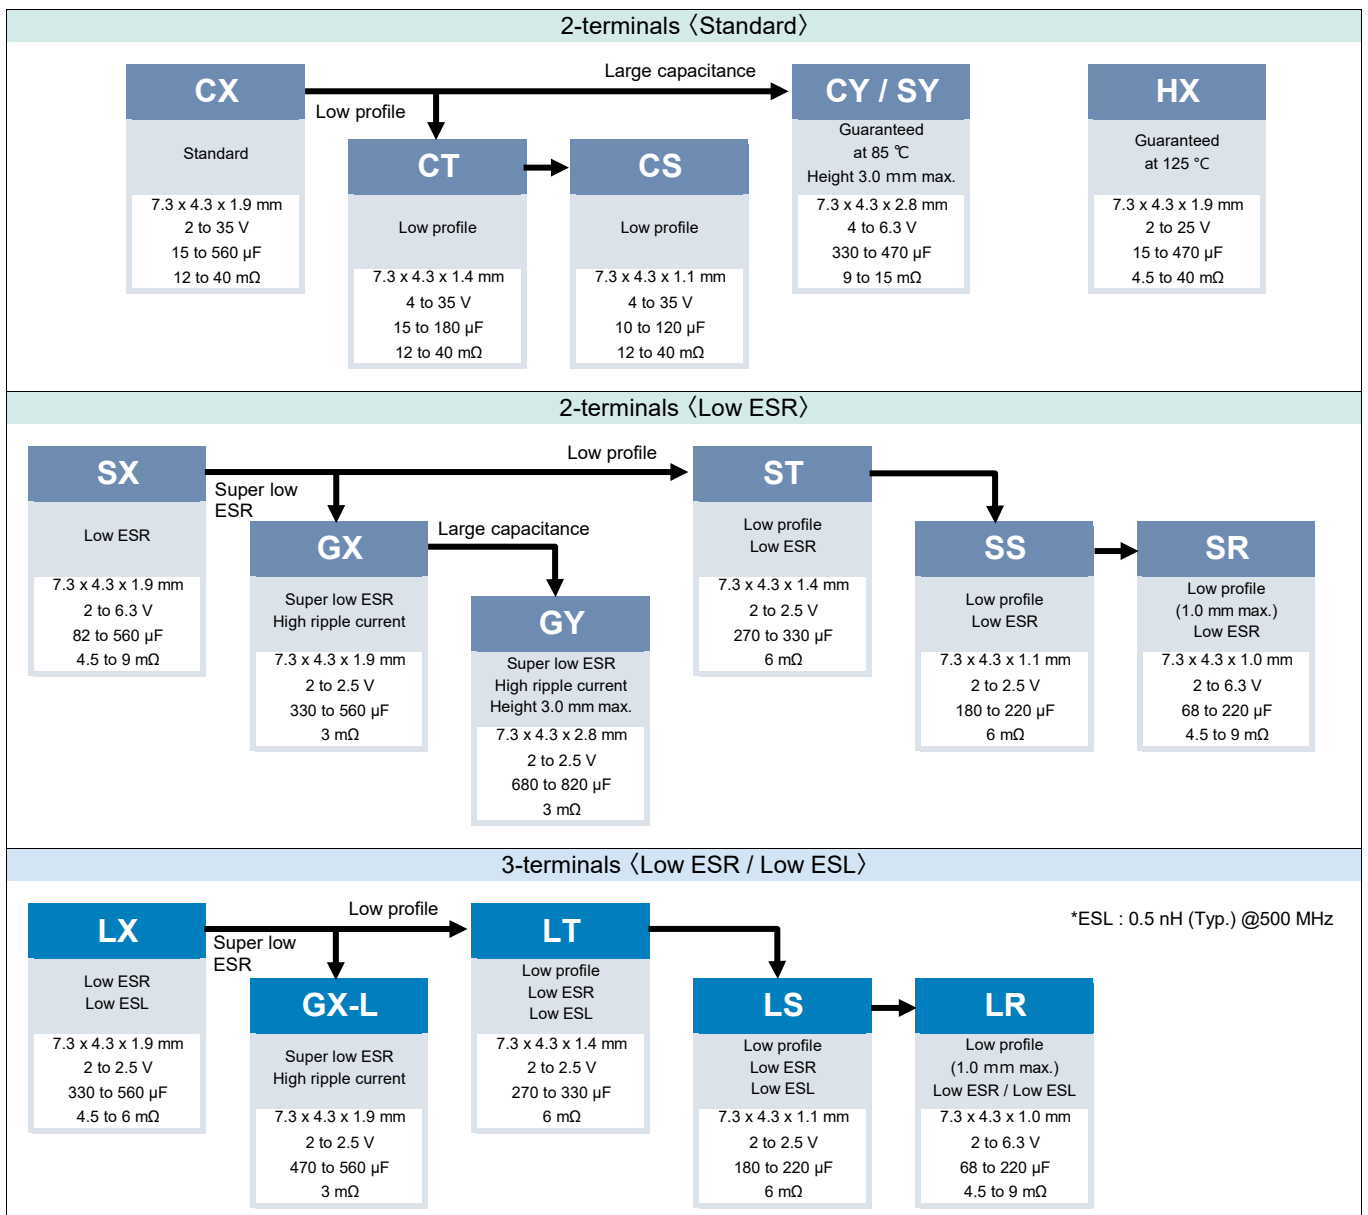 2-terminals〈Standard〉
Large capacitance
Low profile
CX
Standard
7.3 x 4.3 x 1.9 mm
2 to 35 V
15 to 560 μF
12 to 40 mΩ
CT
Low profile
7.3 x 4.3 x 1.4 mm
4 to 35 V
15 to 180 μF
12 to 40 mΩ
CS
Low profile
7.3 x 4.3 x 1.1 mm
4 to 35 V
10 to 120 μF
12 to 40 mΩ
CY / SY
Guaranteed
at 85 ℃
Height 3.0 mm max.
7.3 x 4.3 x 2.8 mm
4 to 6.3 V
330 to 470 μF
9 to 15 mΩ
HX
Guaranteed
at 125 ℃
7.3 x 4.3 x 1.9 mm
2 to 25 V
15 to 470 μF
4.5 to 40 mΩ
2-terminals〈Low ESR〉
Low profile
Super low
ESR
Large capacitance
SX
Low ESR
7.3 x 4.3 x 1.9 mm
2 to 6.3 V
82 to 560 μF
4.5 to 9 mΩ
GX
Super low ESR
High ripple current
7.3 x 4.3 x 1.9 mm
2 to 2.5 V
330 to 560 μF
3 mΩ
GY
Super low ESR
High ripple current
Height 3.0 mm max.
7.3 x 4.3 x 2.8 mm
2 to 2.5 V
680 to 820 μF
3 mΩ
ST
Low profile
Low ESR
7.3 x 4.3 x 1.4 mm
2 to 2.5 V
270 to 330 μF
6 mΩ
SS
Low profile
Low ESR
7.3 x 4.3 x 1.1 mm
2 to 2.5 V
180 to 220 μF
6 mΩ
SR
Low profile
(1.0 mm max.)
Low ESR
7.3 x 4.3 x 1.0 mm
2 to 6.3 V
68 to 220 μF
4.5 to 9 mΩ
3-terminals〈Low ESR / Low ESL〉
*ESL : 0.5 nH (Typ.) @500 MHz
Low profile
Super low
ESR
LX
Low ESR
Low ESL
7.3 x 4.3 x 1.9 mm
2 to 2.5 V
330 to 560 μF
4.5 to 6 mΩ
GX-L
Super low ESR
High ripple current
7.3 x 4.3 x 1.9 mm
2 to 2.5 V
470 to 560 μF
3 mΩ
LT
Low profile
Low ESR
Low ESL
7.3 x 4.3 x 1.4 mm
2 to 2.5 V
270 to 330 μF
6 mΩ
LS
Low profile
Low ESR
Low ESL
7.3 x 4.3 x 1.1 mm
2 to 2.5 V
180 to 220 μF
6 mΩ
LR
Low profile
(1.0 mm max.)
Low ESR / Low ESL
7.3 x 4.3 x 1.0 mm
2 to 6.3 V
68 to 220 μF
4.5 to 9 mΩ